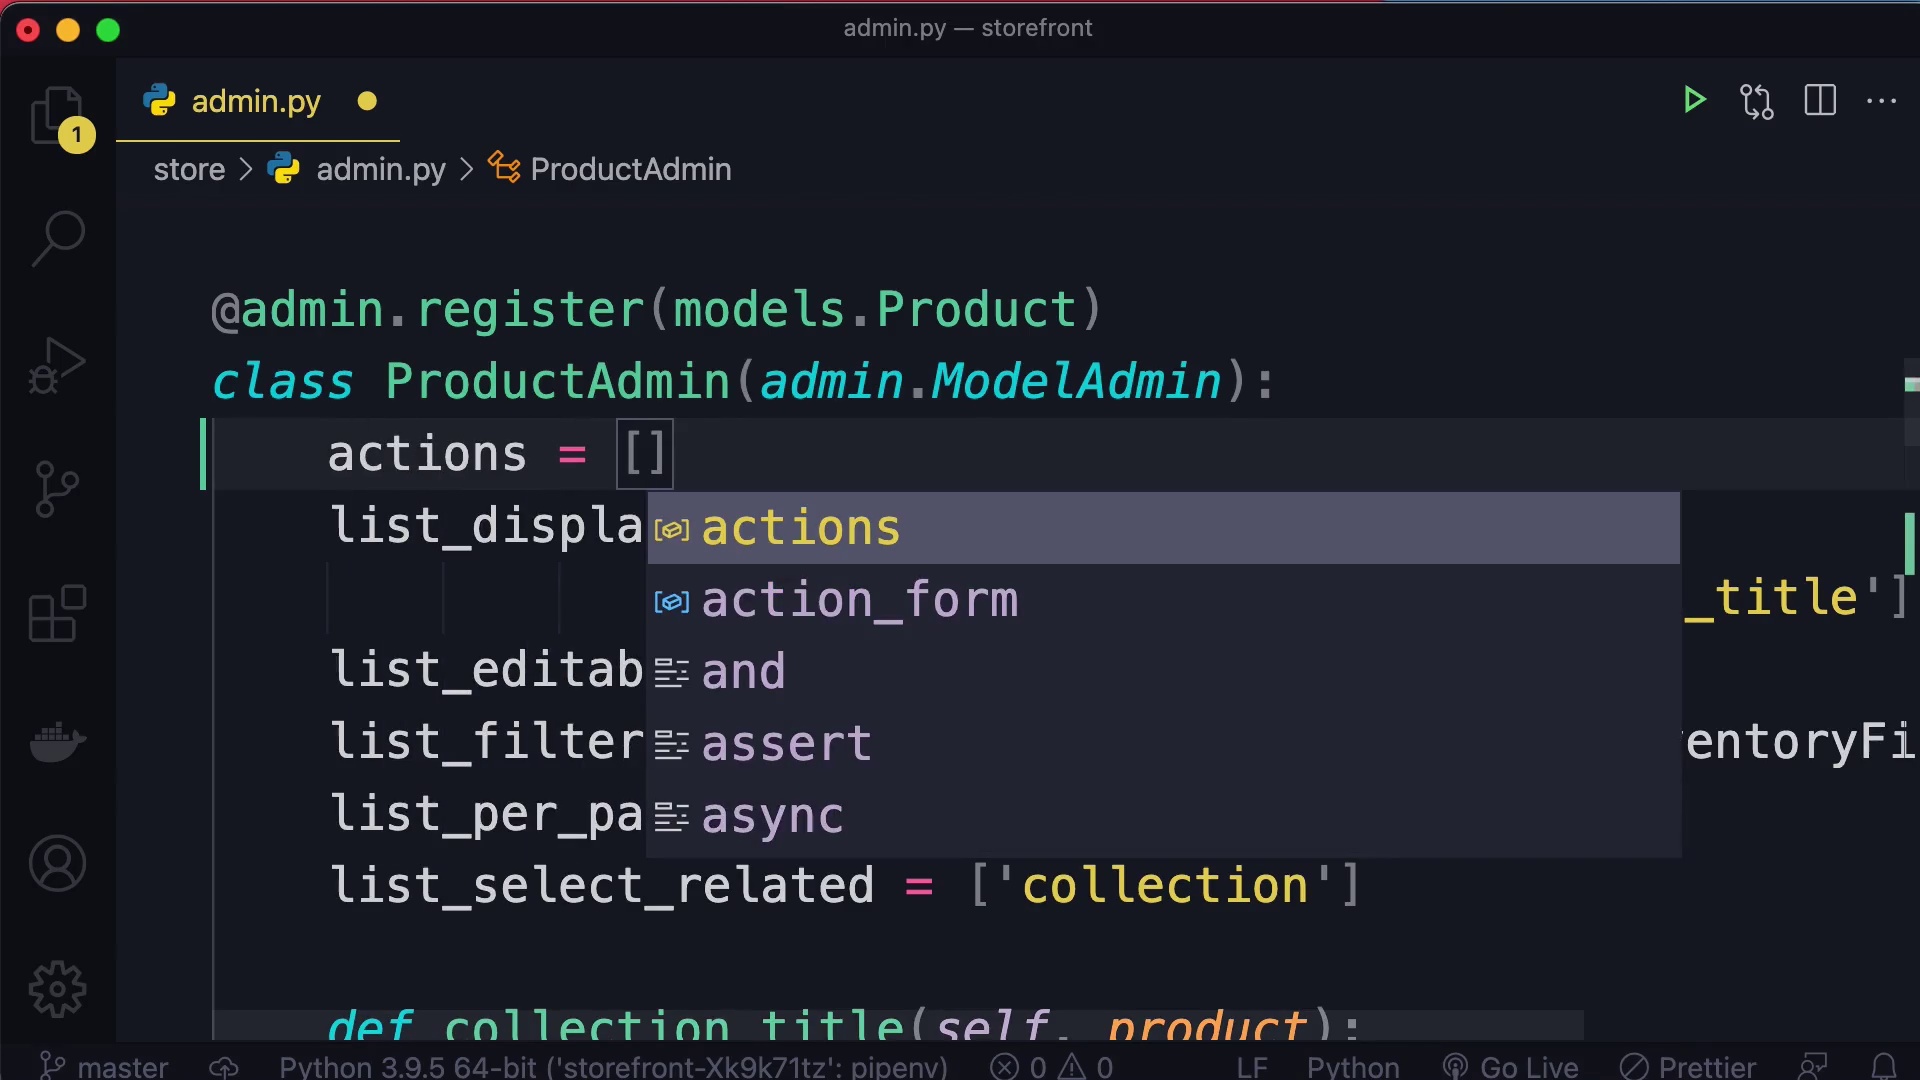 admin.py — storefront
admin.py
1
store > admin.py > ProductAdmin
@admin.register(models.Product)
class ProductAdmin(admin.ModelAdmin):
actions = []
list_displa
actions
action_form
_title']
list_editab
and
list_filter
assert
entoryFi
list_per_pa
async
list_select_related = ['collection']
def collection_title(self, product):
master
Python 3.9.5 64-bit ('storefront-Xk9k71tz': pipenv)
0
0
LF
Python
Go Live
Prettier